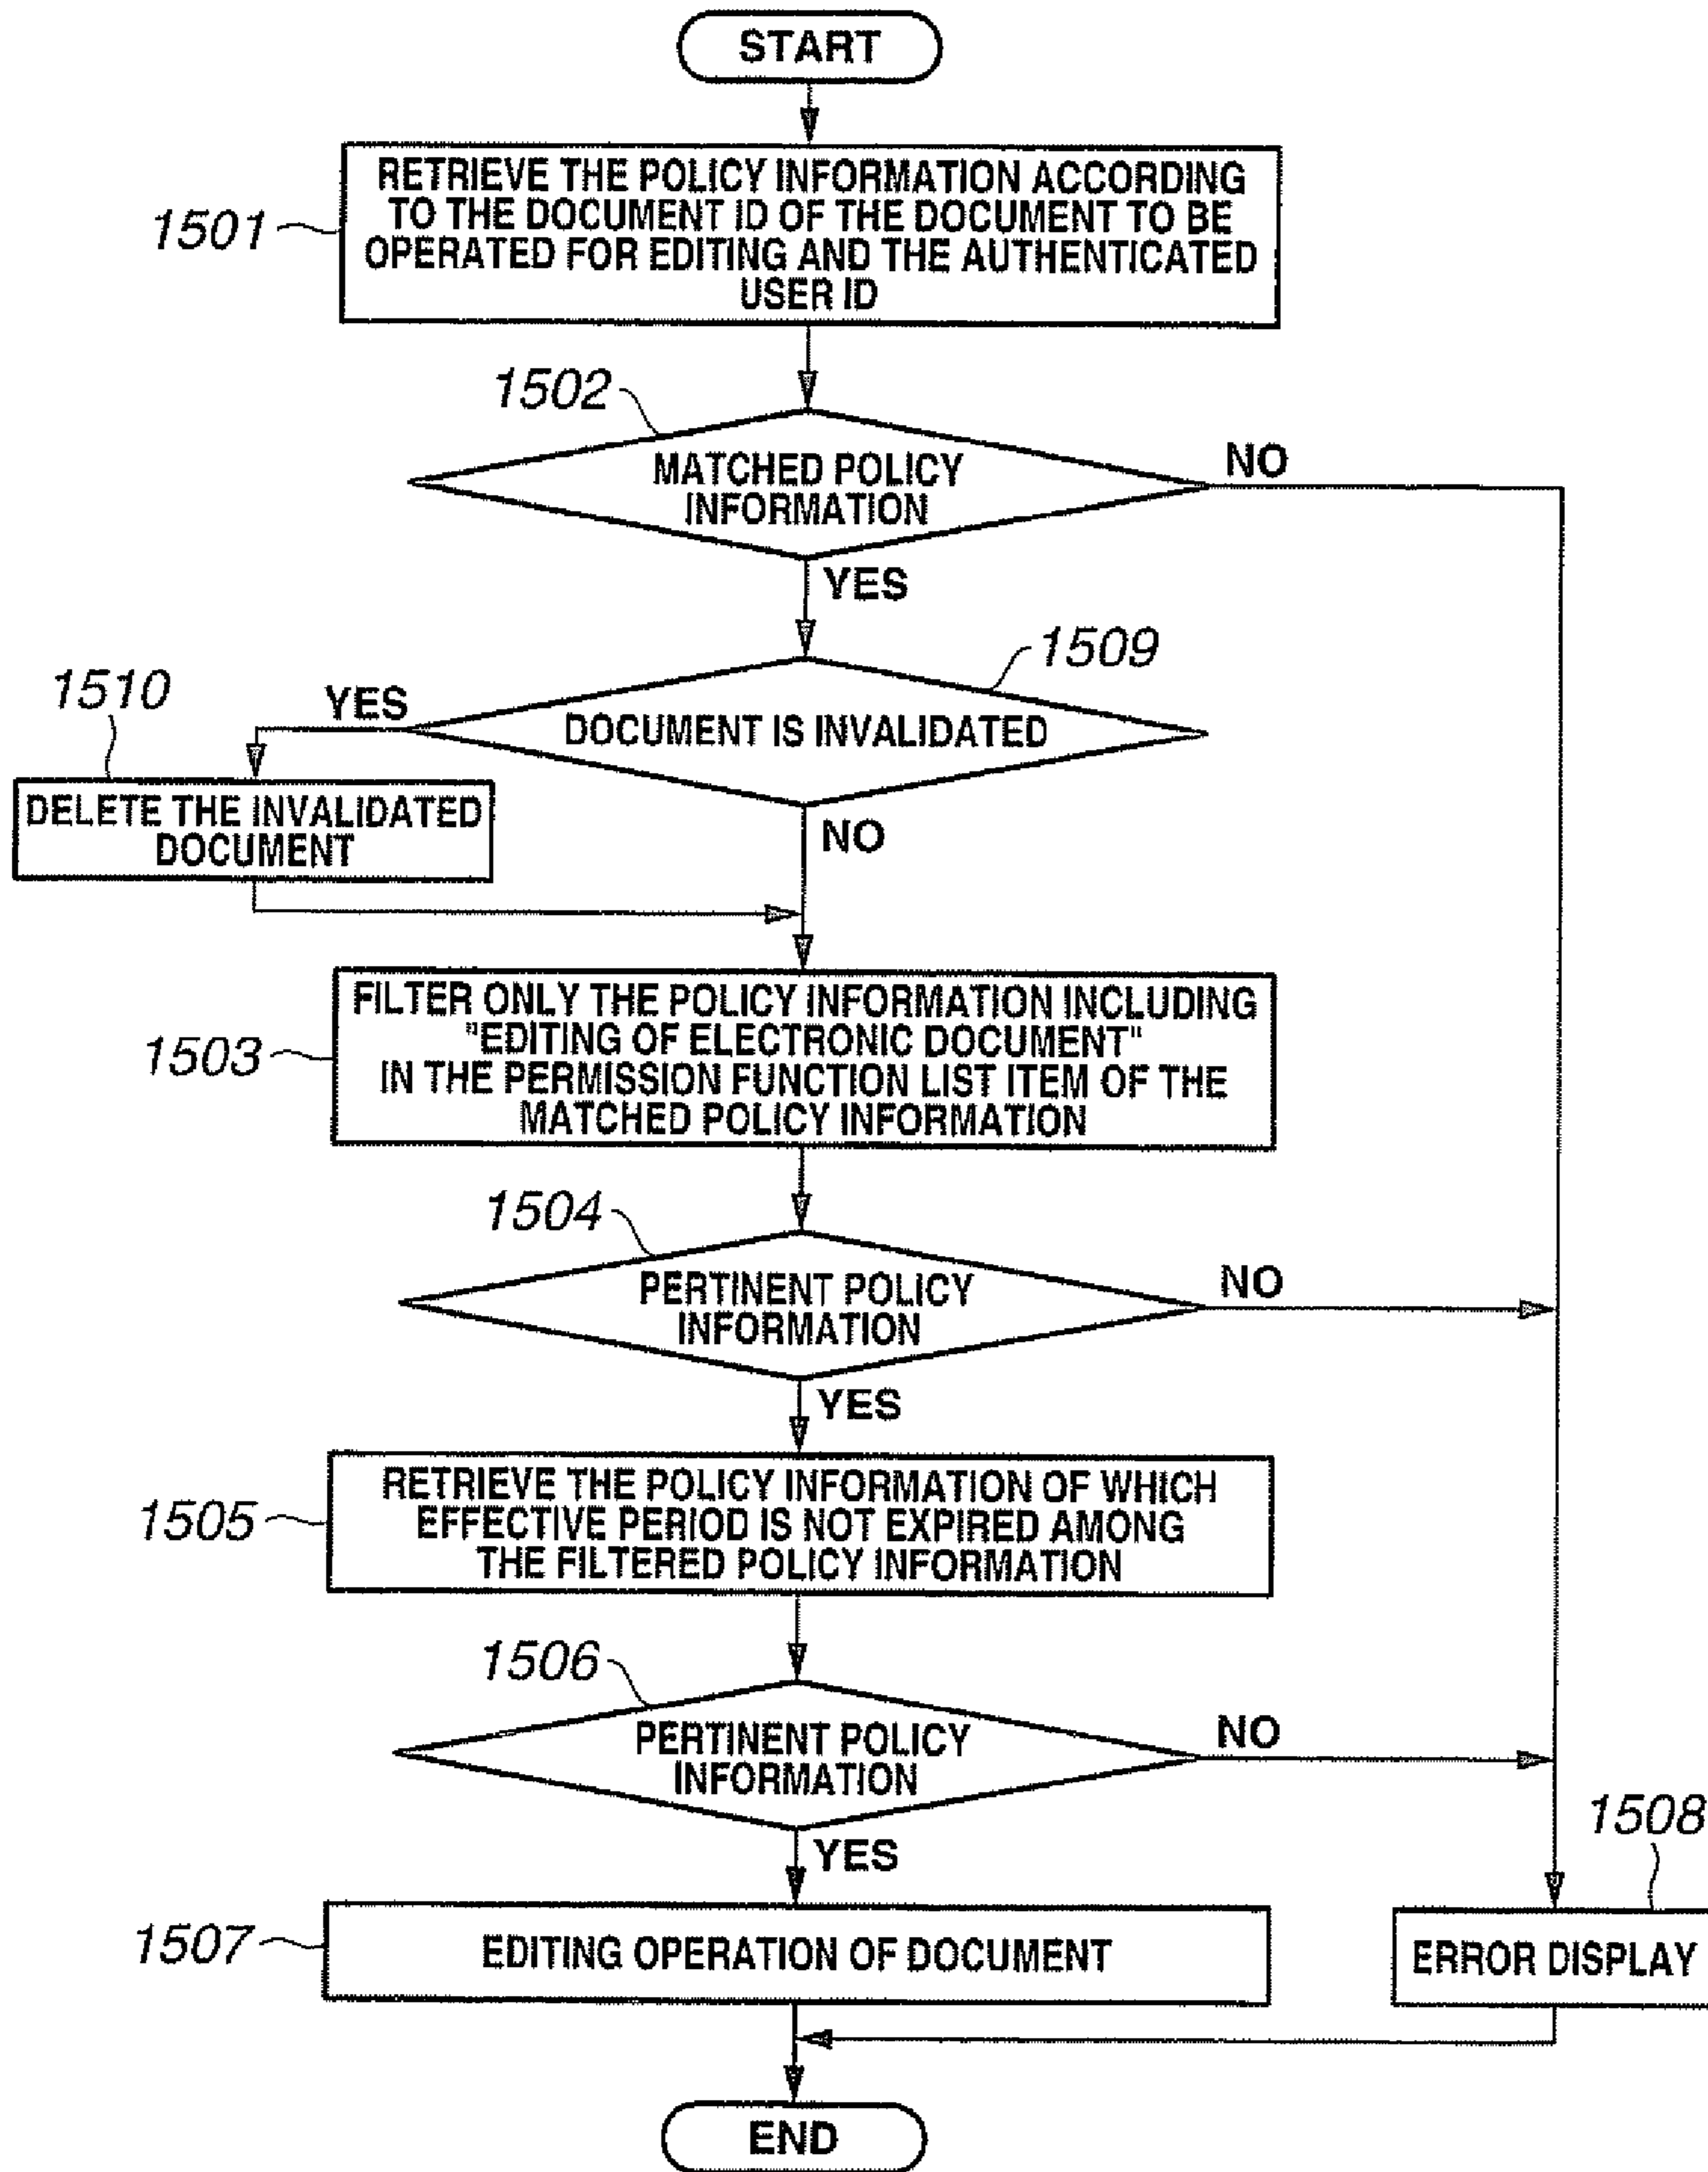 START
1501
RETRIEVE THE POLICY INFORMATION ACCORDING
TO THE DOCUMENT ID OF THE DOCUMENT TO BE
OPERATED FOR EDITING AND THE AUTHENTICATED
USER ID
1502
MATCHED POLICY
INFORMATION
NO
YES
1509
DOCUMENT IS INVALIDATED
YES
1510
DELETE THE INVALIDATED
DOCUMENT
NO
1503
FILTER ONLY THE POLICY INFORMATION INCLUDING
"EDITING OF ELECTRONIC DOCUMENT"
IN THE PERMISSION FUNCTION LIST ITEM OF THE
MATCHED POLICY INFORMATION
1504
PERTINENT POLICY
INFORMATION
NO
YES
1505
RETRIEVE THE POLICY INFORMATION OF WHICH
EFFECTIVE PERIOD IS NOT EXPIRED AMONG
THE FILTERED POLICY INFORMATION
1506
PERTINENT POLICY
INFORMATION
NO
YES
1508
1507
EDITING OPERATION OF DOCUMENT
ERROR DISPLAY
END